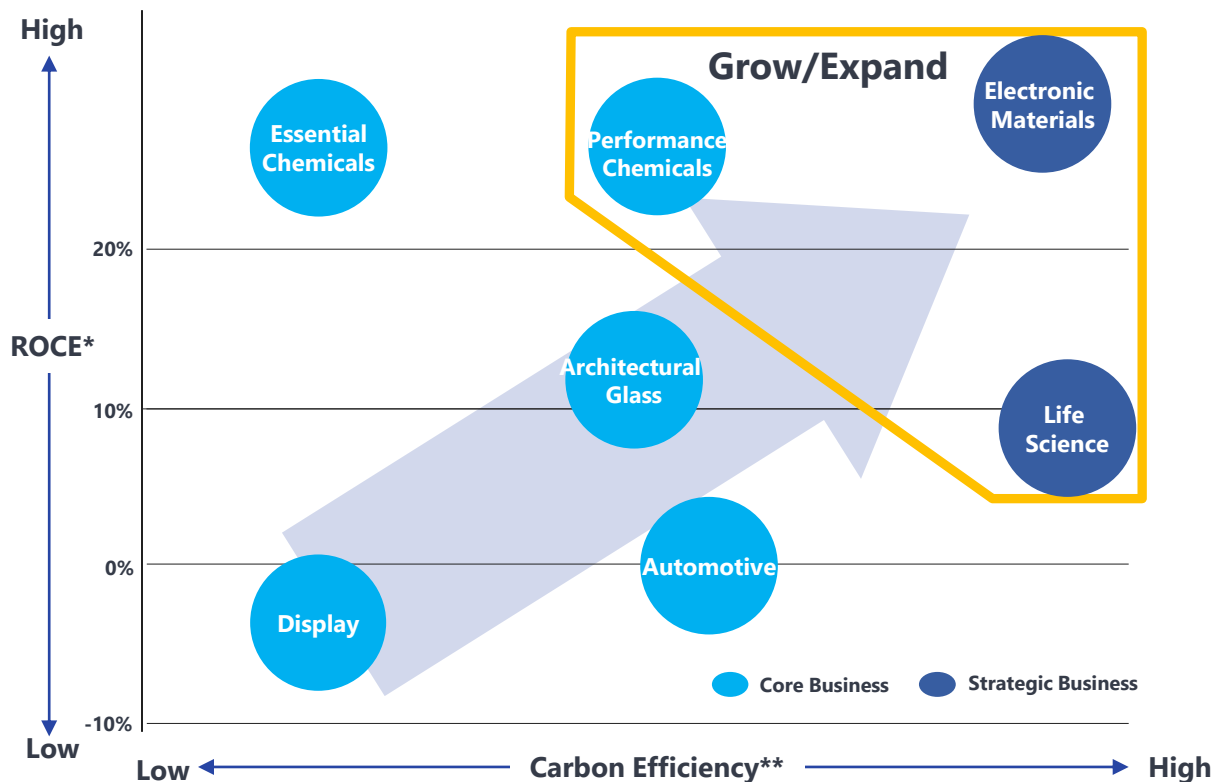 High
Grow/Expand
Electronic
Materials
Essential
Chemicals
Performance
Chemicals
20%
ROCE*
Architectural
Glass
10%
Life
Science
0%
Automotive
Display
Core Business
Strategic Business
-10%
Low
Low
Carbon Efficiency**
High